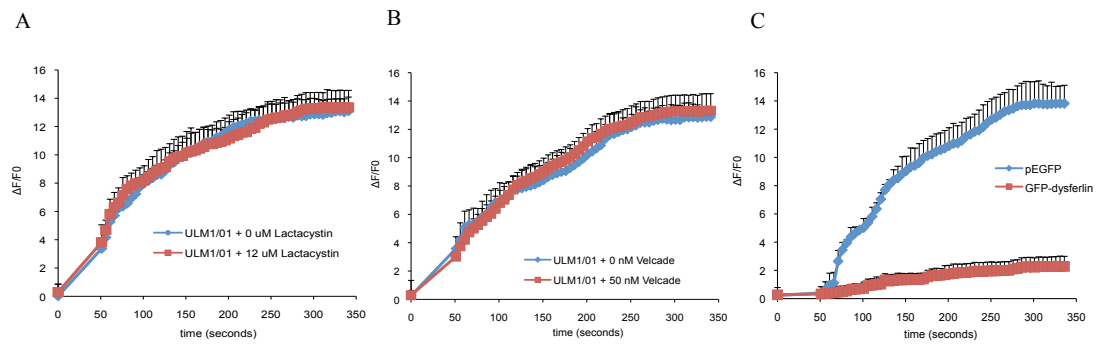 A
16
14
12
10
8
6
4
2
0
ΔF/F0
0 50 100 150 200 250 300 350
time (seconds)
ULM1/01 + 0 uM Lactacystin
ULM1/01 + 12 uM Lactacystin
B
16
14
12
10
8
6
4
2
0
ΔF/F0
0 50 100 150 200 250 300 350
time (seconds)
ULM1/01 + 0 nM Velcade
ULM1/01 + 50 nM Velcade
C
16
14
12
10
8
6
4
2
0
ΔF/F0
0 50 100 150 200 250 300 350
time (seconds)
pEGFP
GFP-dysferlin